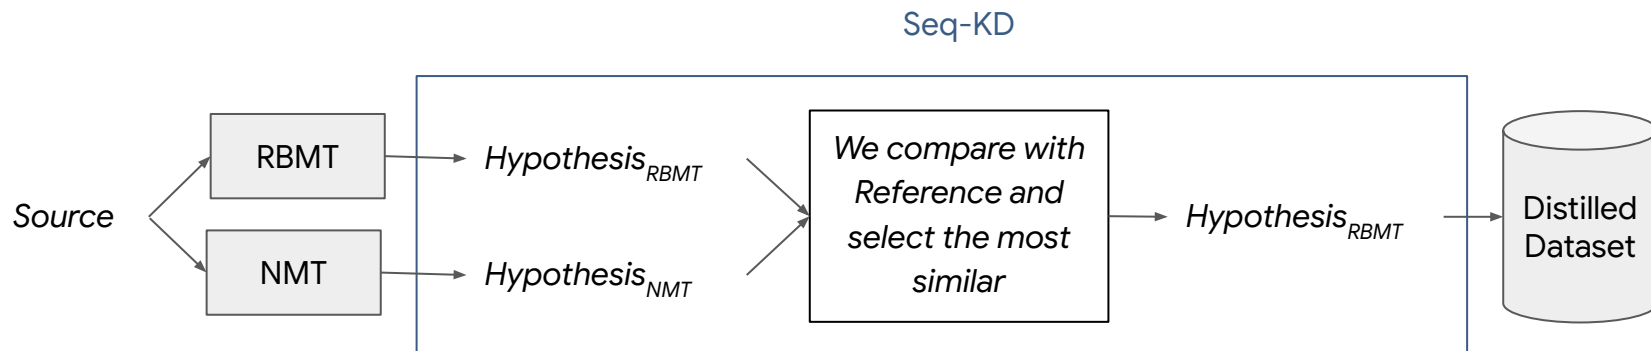 Seq-KD
Source
RBMT
NMT
Hypothesis_RBMT
Hypothesis_NMT
We compare with
Reference and
select the most
similar
Hypothesis_RBMT
Distilled
Dataset